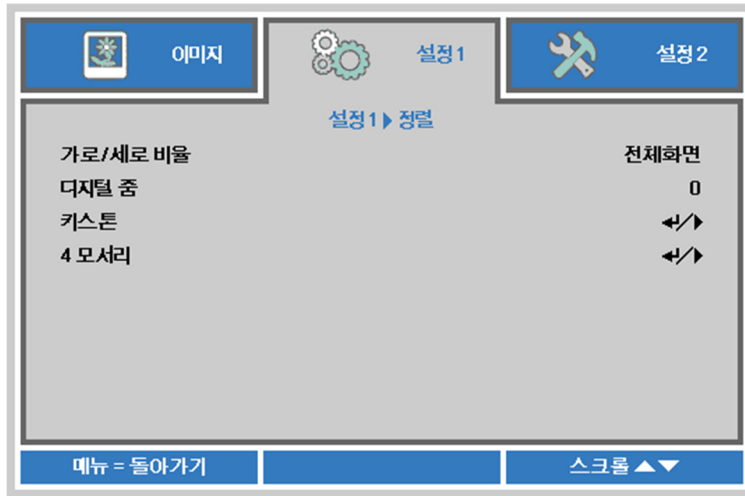 이미지
설정 1
설정 2
설정 1 ▶ 정렬
가로/세로 비율 전체화면
디지털 줌 0
키스톤 ↵/▶
4 모서리 ↵/▶
메뉴 = 돌아가기
스크롤 ▲▼